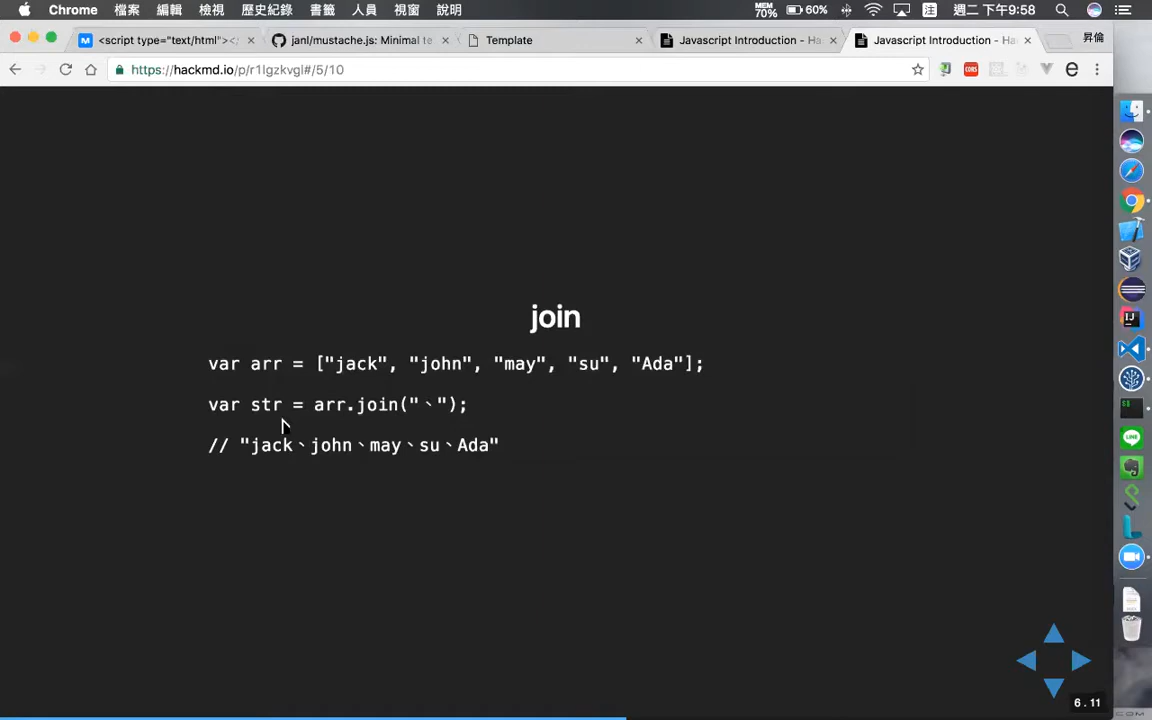 Chrome 檔案 編輯 檢視 歷史紀錄 書籤 人員 視窗 說明 MEM 70% 60% 注 週二 下午9:58
<script type="text/html"></ janl/mustache.js: Minimal te Template Javascript Introduction - Ha Javascript Introduction - Ha 昇倫
https://hackmd.io/p/r1lgzkvgl#/5/10
join
var arr = ["jack", "john", "may", "su", "Ada"];
var str = arr.join("、");
// "jack、john、may、su、Ada"
6.11